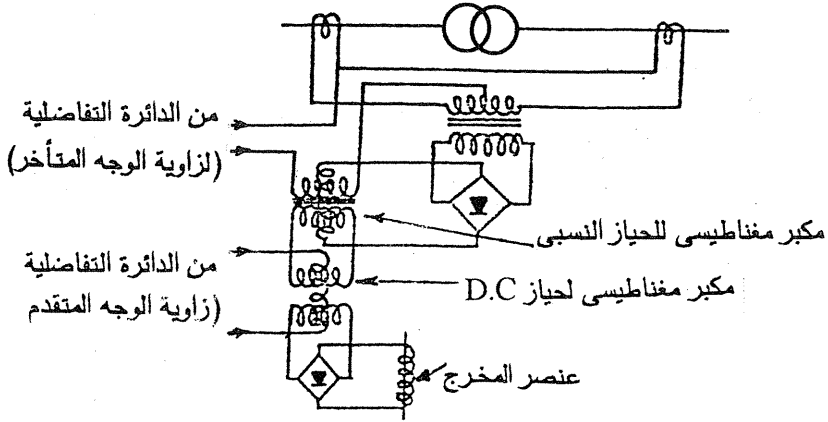 من الدائرة التفاضلية
(لزاوية الوجه المتأخر)
مكبر مغناطيسى للحياز النسبى
من الدائرة التفاضلية
(زاوية الوجه المتقدم
مكبر مغناطيسى لحياز D.C
عنصر المخرج